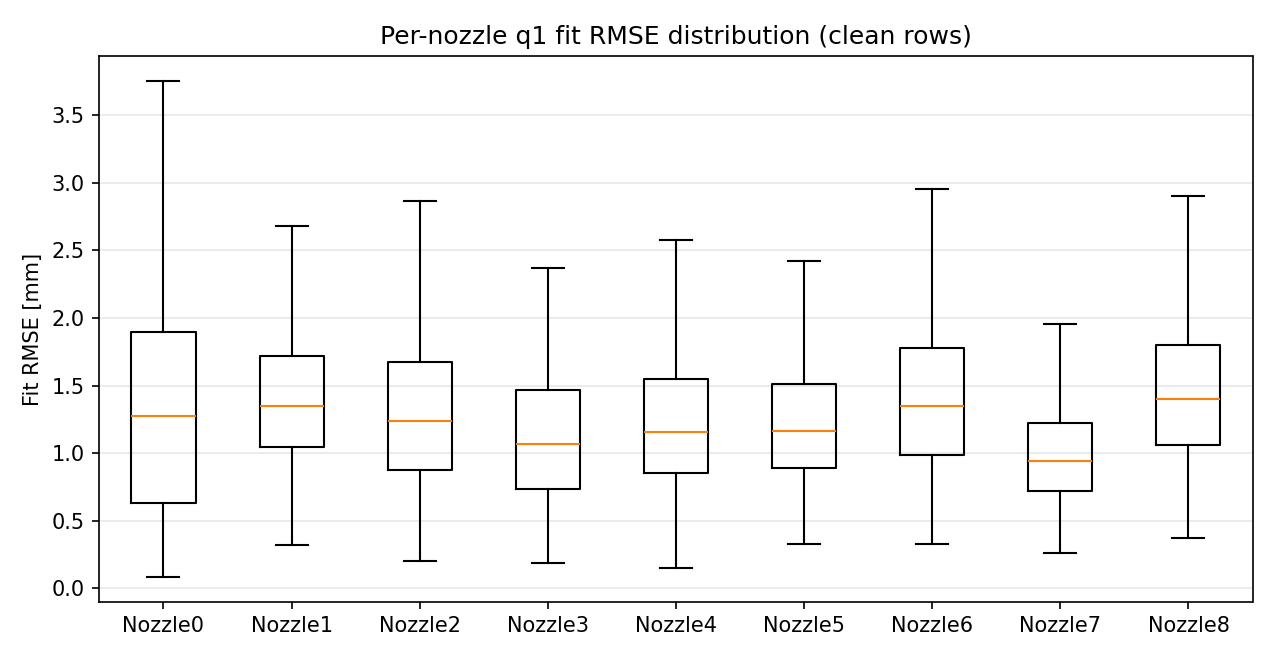 Per-nozzle q1 fit RMSE distribution (clean rows)
Fit RMSE [mm]
3.5
3.0
2.5
2.0
1.5
1.0
0.5
0.0
Nozzle0 Nozzle1 Nozzle2 Nozzle3 Nozzle4 Nozzle5 Nozzle6 Nozzle7 Nozzle8